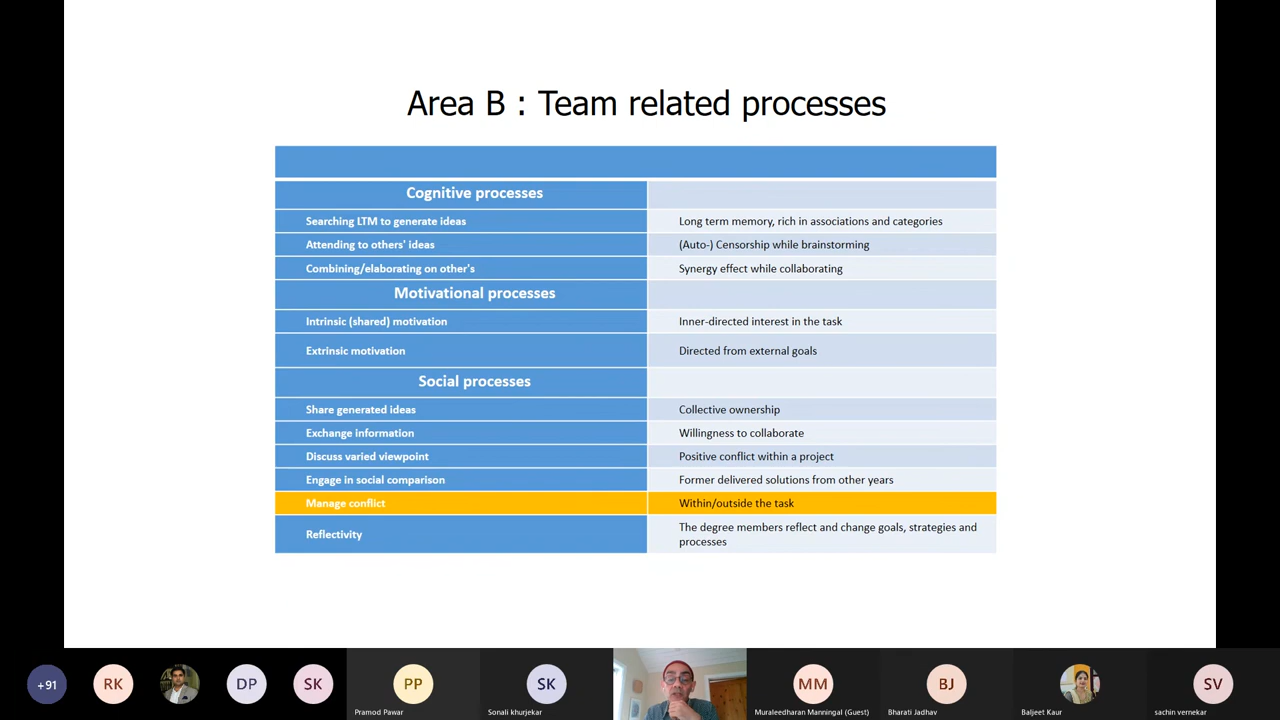 Area B : Team related processes
Cognitive processes
Searching LTM to generate ideas
Long term memory, rich in associations and categories
Attending to others' ideas
(Auto-) Censorship while brainstorming
Combining/elaborating on other's
Synergy effect while collaborating
Motivational processes
Intrinsic (shared) motivation
Inner-directed interest in the task
Extrinsic motivation
Directed from external goals
Social processes
Share generated ideas
Collective ownership
Exchange information
Willingness to collaborate
Discuss varied viewpoint
Positive conflict within a project
Engage in social comparison
Former delivered solutions from other years
Manage conflict
Within/outside the task
Reflectivity
The degree members reflect and change goals, strategies and
processes
+91
RK
DP
SK
PP
Pramod Pawar
SK
Sonali khurjekar
MM
Muraleedharan Manningal (Guest)
BJ
Bharati Jadhav
Baljeet Kaur
SV
sachin vernekar